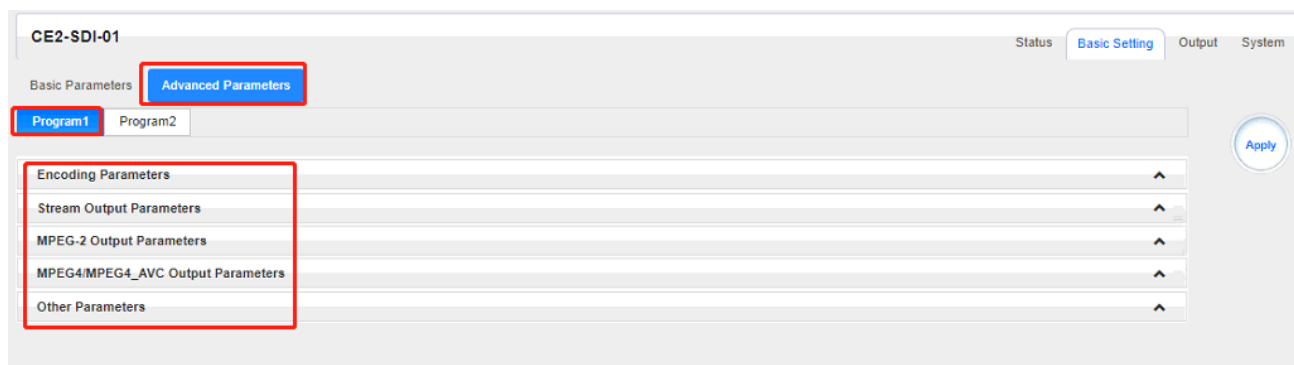 CE2-SDI-01
Status Basic Setting Output System
Basic Parameters Advanced Parameters
Program1 Program2
Apply
Encoding Parameters
Stream Output Parameters
MPEG-2 Output Parameters
MPEG4/MPEG4_AVC Output Parameters
Other Parameters